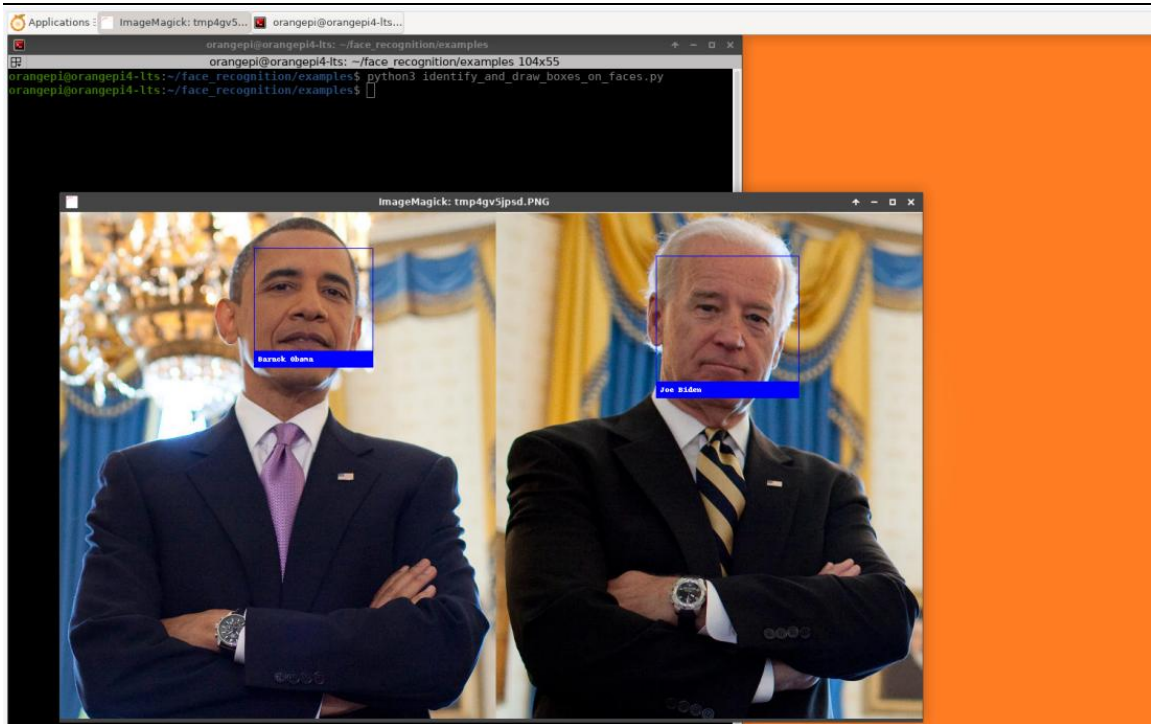 Applications ImageMagick: tmp4gv5... orangepi@orangepi4-lts...
orangepi@orangepi4-lts: ~/face_recognition/examples
orangepi@orangepi4-lts: ~/face_recognition/examples 104x55
orangepi@orangepi4-lts:~/face_recognition/examples$ python3 identify_and_draw_boxes_on_faces.py
orangepi@orangepi4-lts:~/face_recognition/examples$
ImageMagick: tmp4gv5jpsd.PNG
Barack Obama
Joe Biden